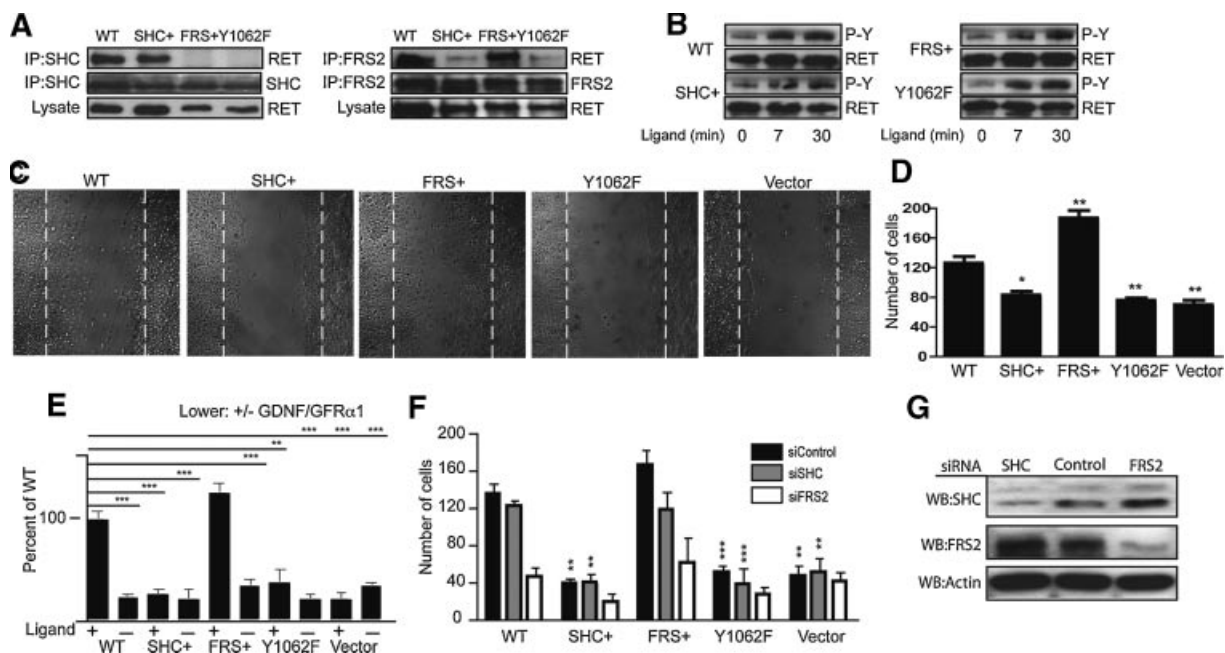 A
WT SHC+ FRS+Y1062F
IP:SHC RET
IP:SHC SHC
Lysate RET
WT SHC+ FRS+Y1062F
IP:FRS2 RET
IP:FRS2 FRS2
Lysate RET
B
WT
P-Y
RET
SHC+
P-Y
RET
Ligand (min) 0 7 30
FRS+
P-Y
RET
Y1062F
P-Y
RET
Ligand (min) 0 7 30
C
WT SHC+ FRS+ Y1062F Vector
D
Number of cells
200
160
120
80
40
0
** 
*
** **
WT SHC+ FRS+ Y1062F Vector
E
Lower: +/- GDNF/GFRα1
*** *** ***
**
***
***
***
***
Percent of WT
100
Ligand + – + – + – + – + –
WT SHC+ FRS+ Y1062F Vector
F
Number of cells
200
160
120
80
40
0
siControl
siSHC
siFRS2
** ** *** *** ** **
WT SHC+ FRS+ Y1062F Vector
G
siRNA SHC Control FRS2
WB:SHC
WB:FRS2
WB:Actin